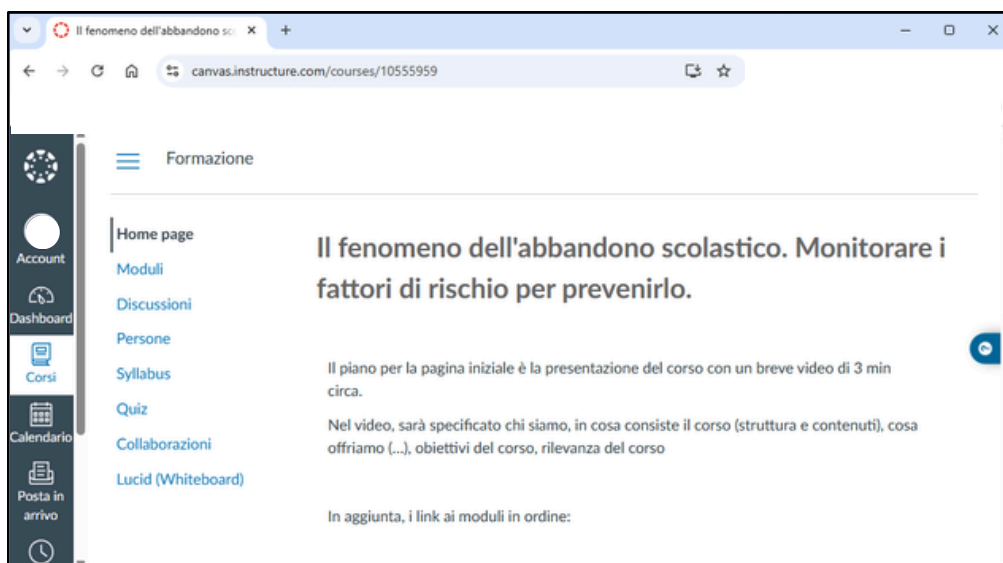 Il fenomeno dell'abbandono sc
canvas.instructure.com/courses/10555959
Formazione
Account
Dashboard
Corsi
Calendario
Posta in
arrivo
Home page
Moduli
Discussioni
Persone
Syllabus
Quiz
Collaborazioni
Lucid (Whiteboard)
Il fenomeno dell'abbandono scolastico. Monitorare i
fattori di rischio per prevenirlo.
Il piano per la pagina iniziale è la presentazione del corso con un breve video di 3 min
circa.
Nel video, sarà specificato chi siamo, in cosa consiste il corso (struttura e contenuti), cosa
offriamo (...), obiettivi del corso, rilevanza del corso
In aggiunta, i link ai moduli in ordine: